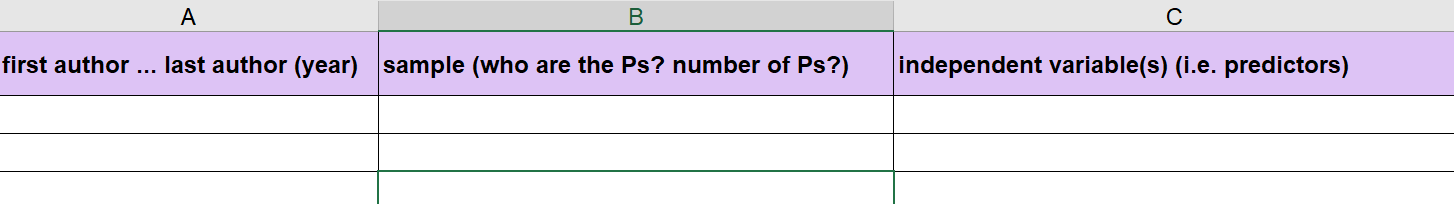 A B C
first author ... last author (year) sample (who are the Ps? number of Ps?) independent variable(s) (i.e. predictors)